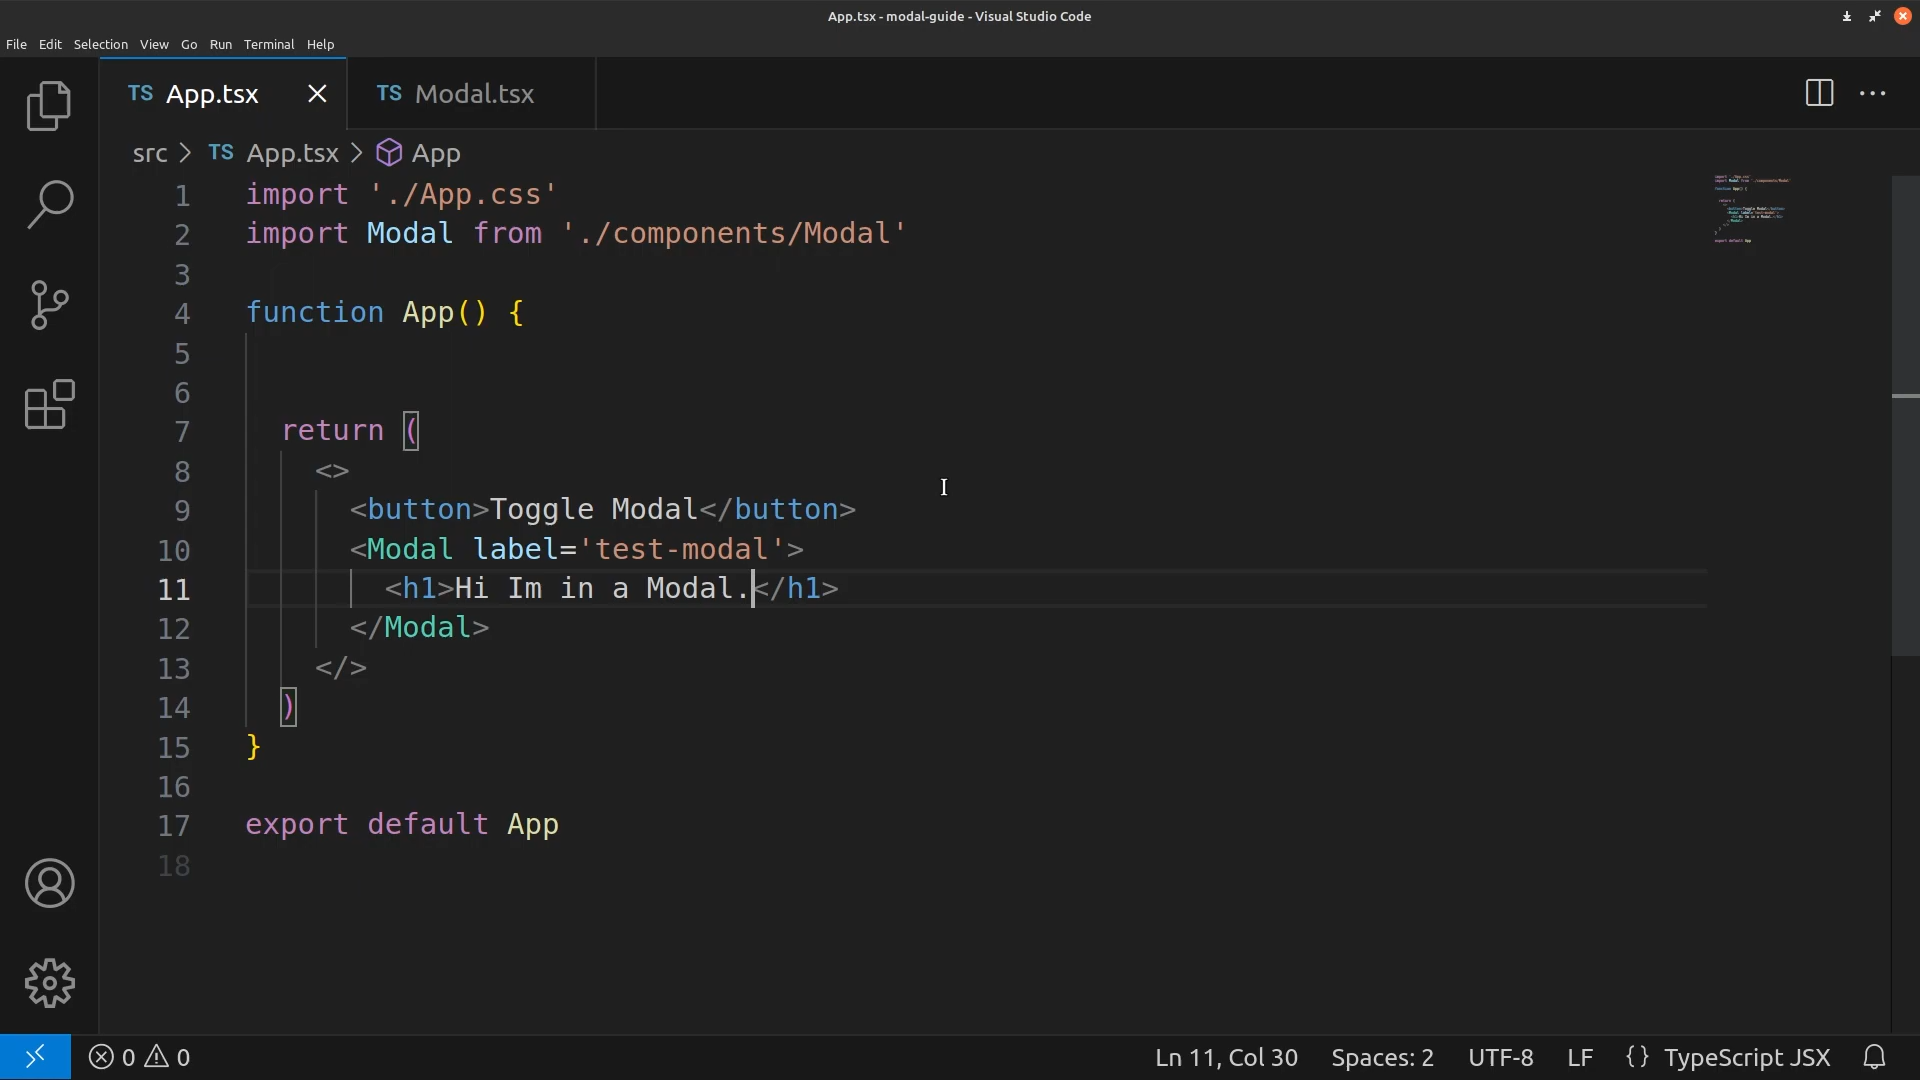 App.tsx - modal-guide - Visual Studio Code
File Edit Selection View Go Run Terminal Help
TS App.tsx TS Modal.tsx
src TS App.tsx App
1 import './App.css'
2 import Modal from './components/Modal'
3
4 function App() {
5
6
7 return (
8 <>
9 <button>Toggle Modal</button>
10 <Modal label='test-modal'>
11 <h1>Hi Im in a Modal.</h1>
12 </Modal>
13 </>
14 )
15 }
16
17 export default App
18
0 0 Ln 11, Col 30 Spaces: 2 UTF-8 LF {} TypeScript JSX